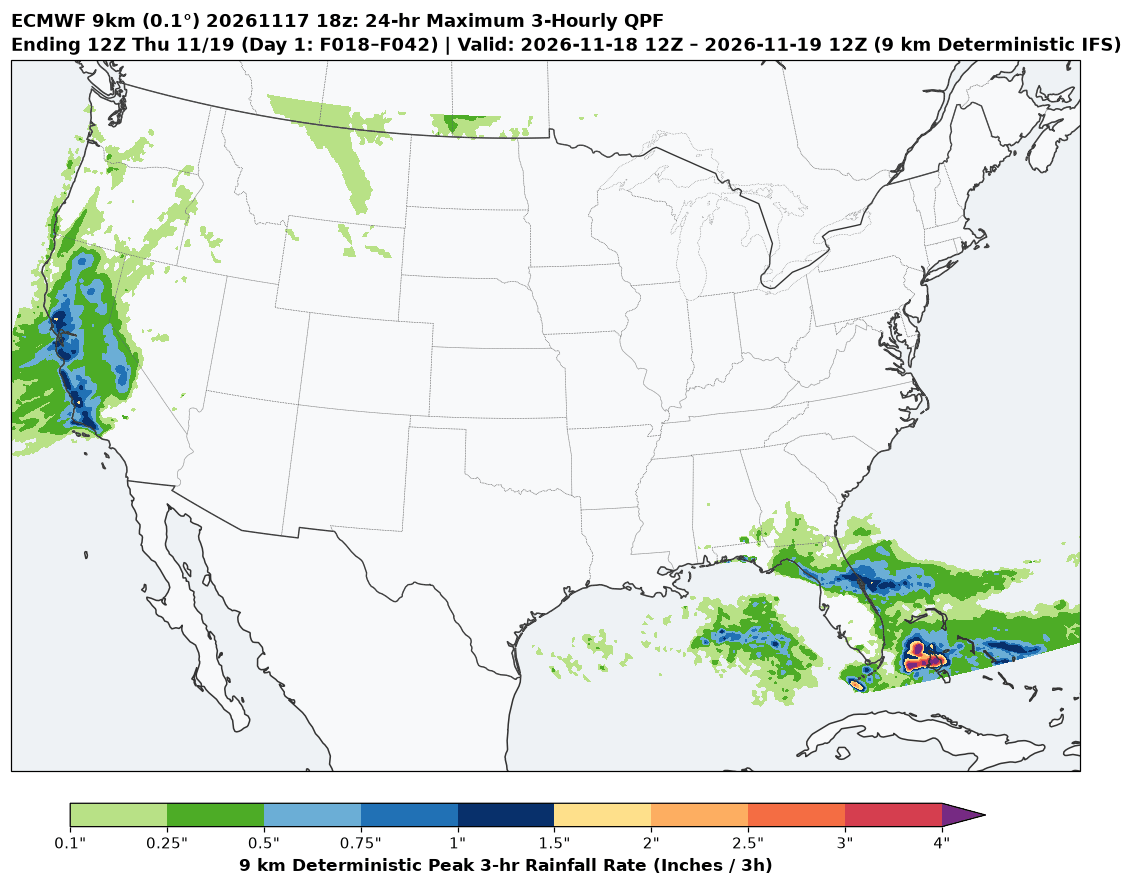 ECMWF 9km (0.1°) 20261117 18z: 24-hr Maximum 3-Hourly QPF
Ending 12Z Thu 11/19 (Day 1: F018–F042) | Valid: 2026-11-18 12Z – 2026-11-19 12Z (9 km Deterministic IFS)
0.1" 0.25" 0.5" 0.75" 1" 1.5" 2" 2.5" 3" 4"
9 km Deterministic Peak 3-hr Rainfall Rate (Inches / 3h)